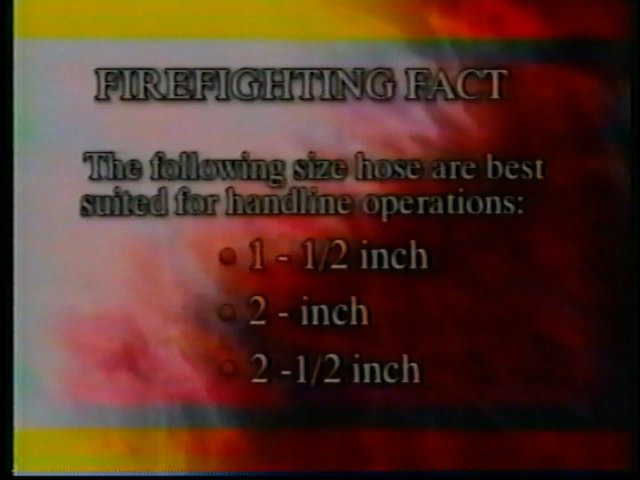 FIREFIGHTING FACT
The following size hose are best
suited for handline operations:
• 1 - 1/2 inch
• 2 - inch
• 2 -1/2 inch